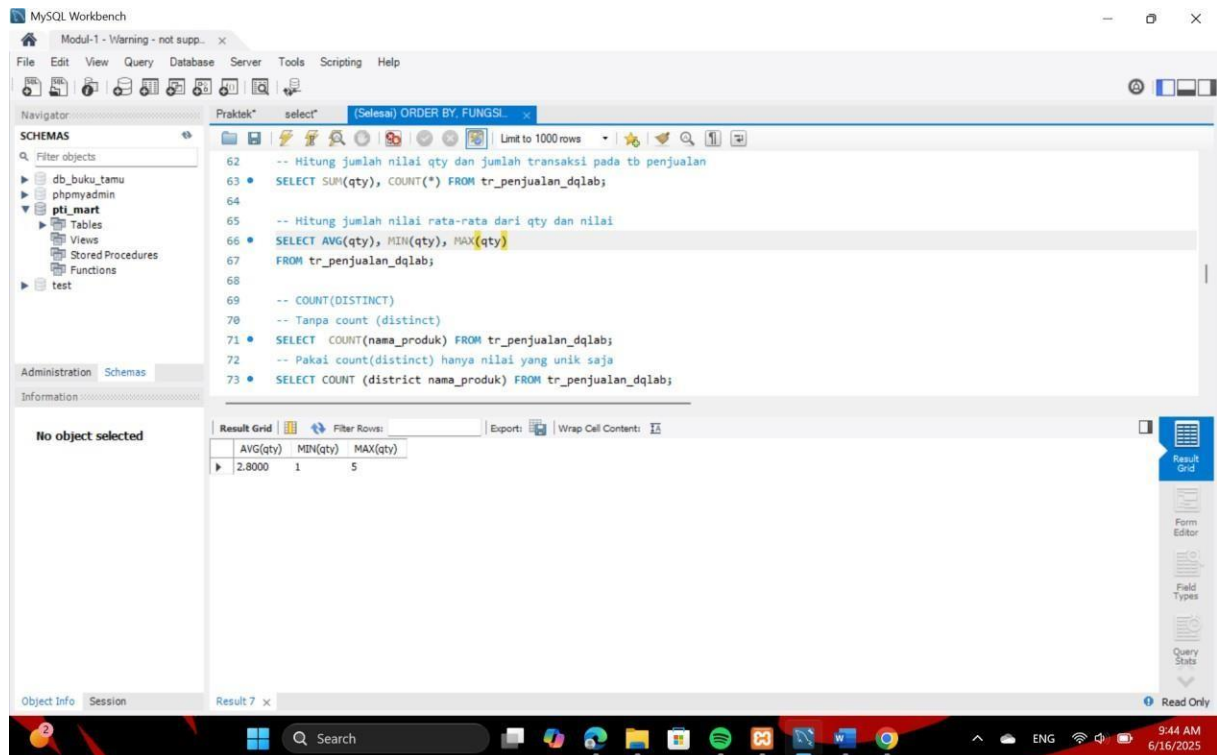 MySQL Workbench
Modul-1 - Warning - not supp..
File Edit View Query Database Server Tools Scripting Help
Navigator
Praktek* select* (Selesai) ORDER BY, FUNGSI...
SCHEMAS
Limit to 1000 rows
Filter objects
db_buku_tamu
phpmyadmin
pti_mart
Tables
Views
Stored Procedures
Functions
test
62 -- Hitung jumlah nilai qty dan jumlah transaksi pada tb penjualan
63 SELECT SUM(qty), COUNT(*) FROM tr_penjualan_dqlab;
64
65 -- Hitung jumlah nilai rata-rata dari qty dan nilai
66 SELECT AVG(qty), MIN(qty), MAX(qty)
67 FROM tr_penjualan_dqlab;
68
69 -- COUNT(DISTINCT)
70 -- Tanpa count (distinct)
71 SELECT COUNT(nama_produk) FROM tr_penjualan_dqlab;
72 -- Pakai count(distinct) hanya nilai yang unik saja
73 SELECT COUNT (district nama_produk) FROM tr_penjualan_dqlab;
Administration Schemas
Information
No object selected
Result Grid Filter Rows: Export: Wrap Cell Content:
AVG(qty) MIN(qty) MAX(qty)
2.8000 1 5
Result Grid
Form Editor
Field Types
Query Stats
Object Info Session
Result 7
Read Only
2
Search
ENG
9:44 AM
6/16/2025